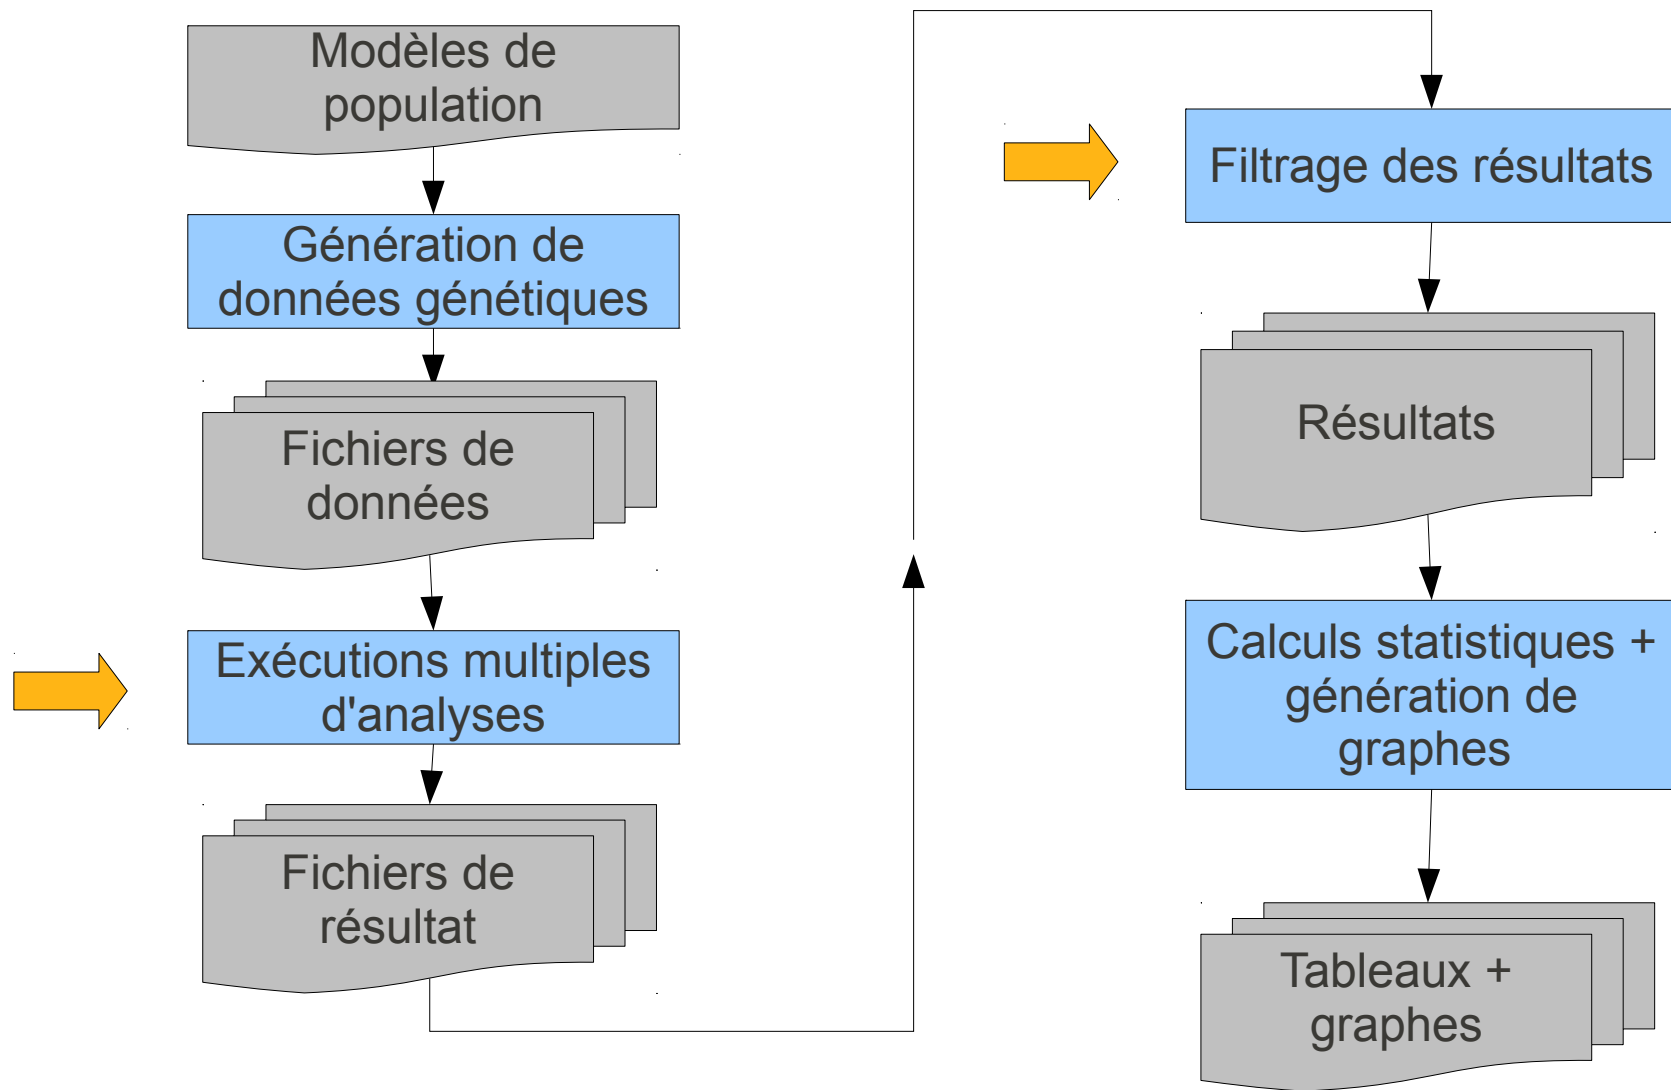 Modèles de
population
Génération de
données génétiques
Fichiers de
données
Exécutions multiples
d'analyses
Fichiers de
résultat
Filtrage des résultats
Résultats
Calculs statistiques +
génération de
graphes
Tableaux +
graphes